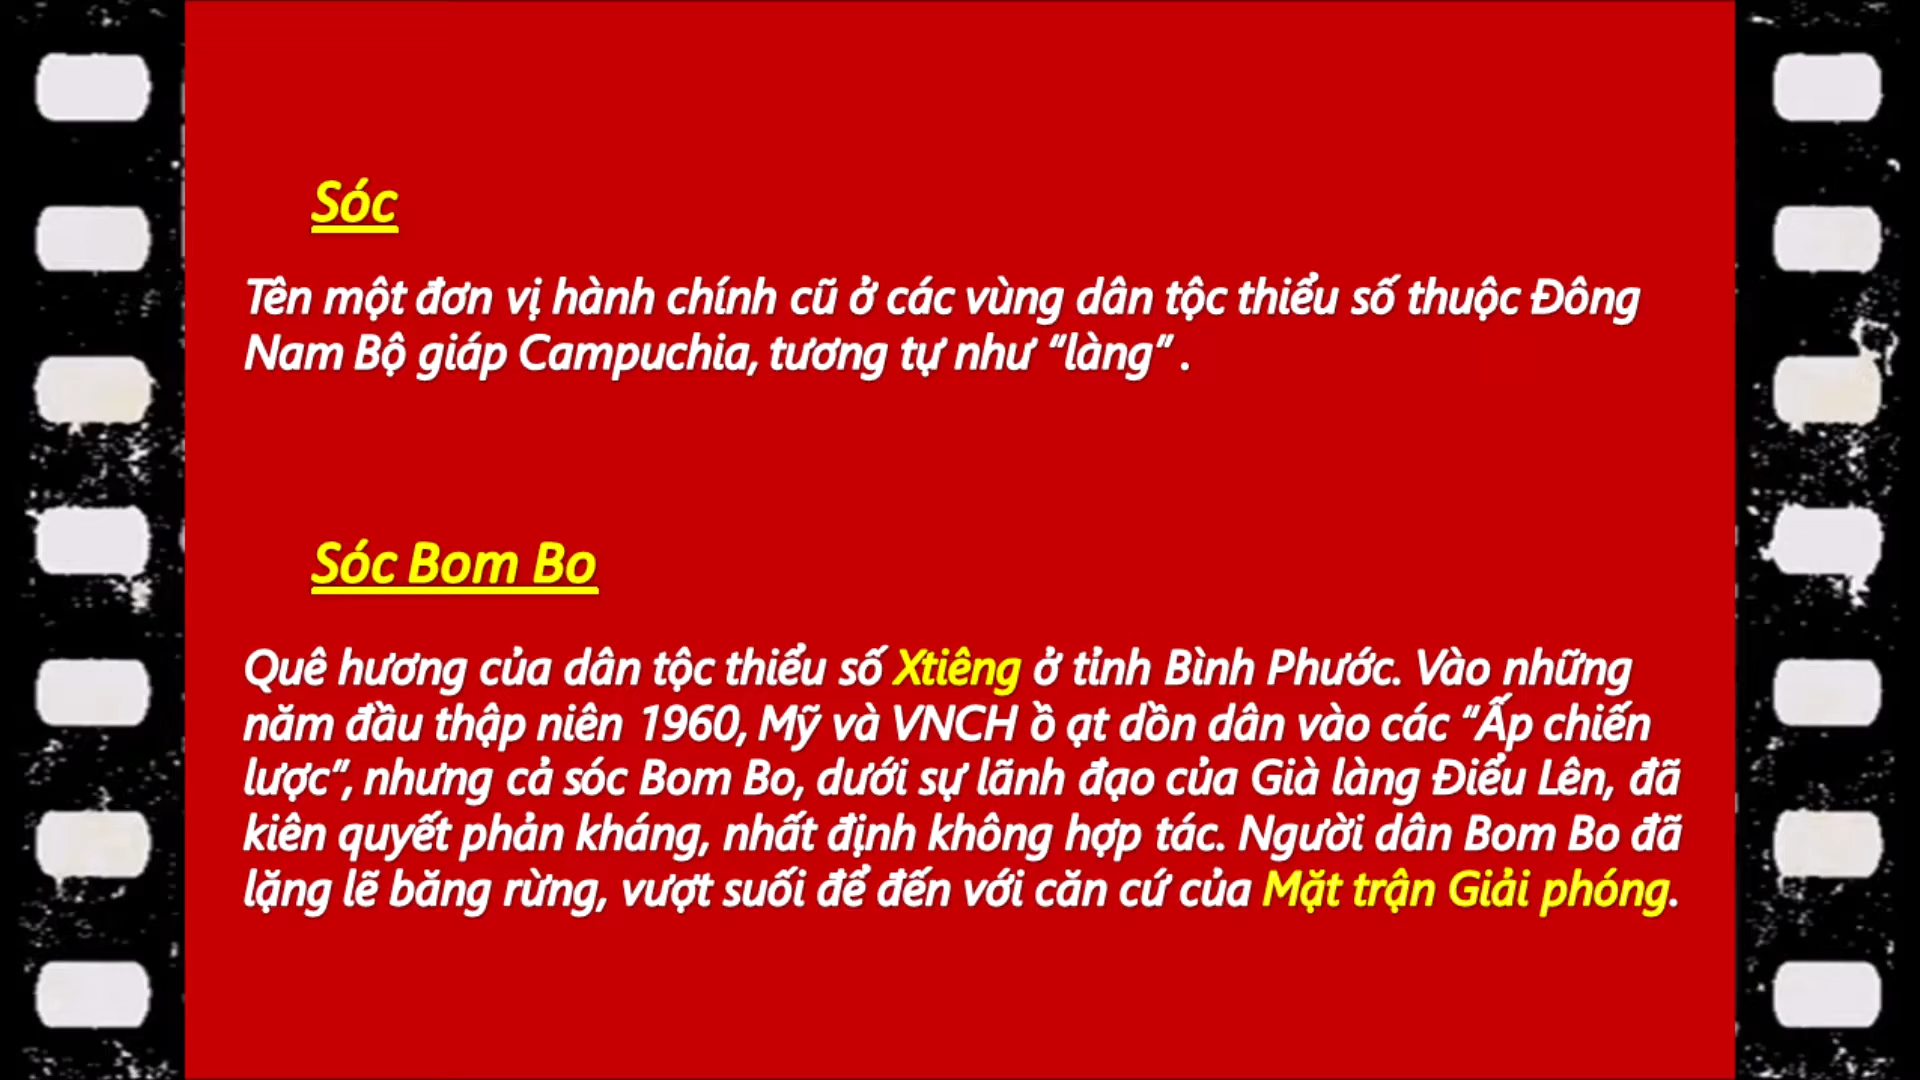 Sóc
Tên một đơn vị hành chính cũ ở các vùng dân tộc thiểu số thuộc Đông
Nam Bộ giáp Campuchia, tương tự như “làng” .
Sóc Bom Bo
Quê hương của dân tộc thiểu số Xtiêng ở tỉnh Bình Phước. Vào những
năm đầu thập niên 1960, Mỹ và VNCH ồ ạt dồn dân vào các “Ấp chiến
lược”, nhưng cả sóc Bom Bo, dưới sự lãnh đạo của Già làng Điểu Lên, đã
kiên quyết phản kháng, nhất định không hợp tác. Người dân Bom Bo đã
lặng lẽ băng rừng, vượt suối để đến với căn cứ của Mặt trận Giải phóng.